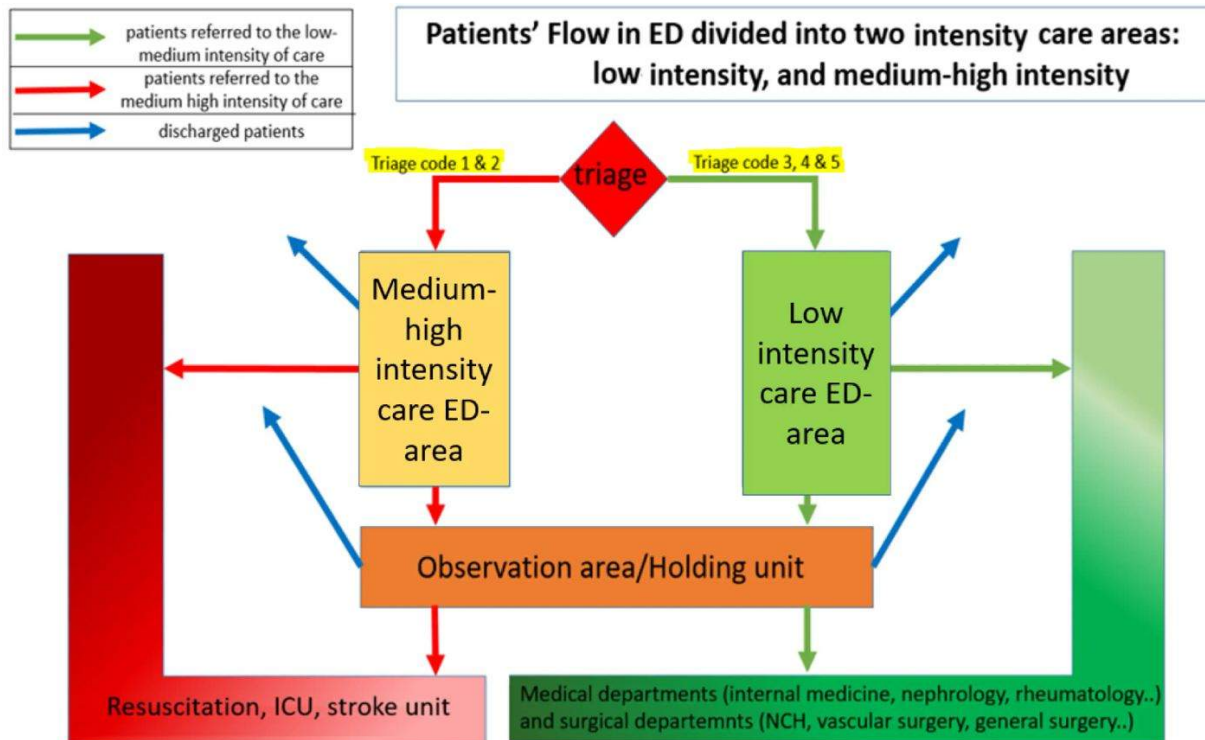 patients referred to the low-
medium intensity of care
patients referred to the
medium high intensity of care
discharged patients
Patients' Flow in ED divided into two intensity care areas:
low intensity, and medium-high intensity
Triage code 1 & 2
triage
Triage code 3, 4 & 5
Medium-
high
intensity
care ED-
area
Low
intensity
care ED-
area
Observation area/Holding unit
Resuscitation, ICU, stroke unit
Medical departments (internal medicine, nephrology, rheumatology..)
and surgical departemnts (NCH, vascular surgery, general surgery..)